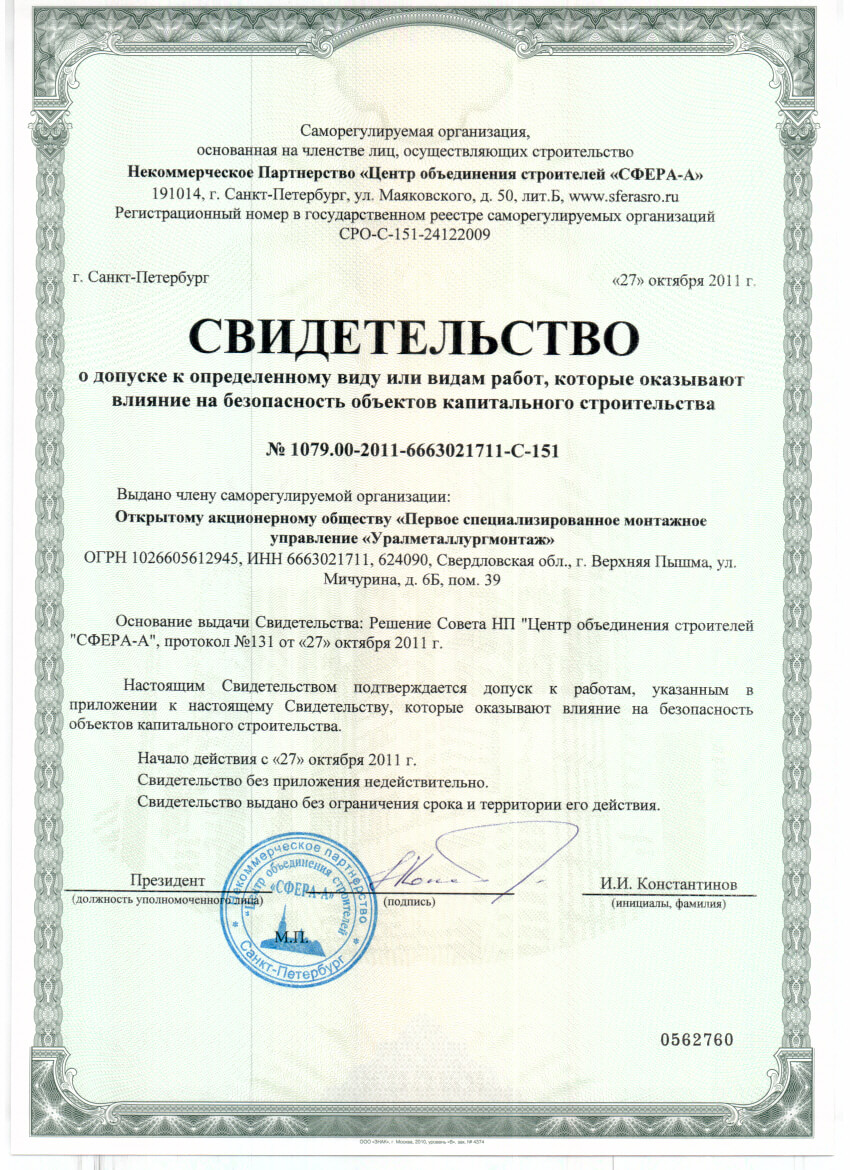 Саморегулируемая организация,
основанная на членстве лиц, осуществляющих строительство
Некоммерческое Партнерство «Центр объединения строителей «СФЕРА-А»
191014, г. Санкт-Петербург, ул. Маяковского, д. 50, лит.Б, www.sferasro.ru
Регистрационный номер в государственном реестре саморегулируемых организаций
СРО-С-151-24122009
г. Санкт-Петербург
«27» октября 2011 г.
СВИДЕТЕЛЬСТВО
о допуске к определенному виду или видам работ, которые оказывают
влияние на безопасность объектов капитального строительства
№ 1079.00-2011-6663021711-С-151
Выдано члену саморегулируемой организации:
Открытому акционерному обществу «Первое специализированное монтажное
управление «Уралметаллургмонтаж»
ОГРН 1026605612945, ИНН 6663021711, 624090, Свердловская обл., г. Верхняя Пышма, ул.
Мичурина, д. 6Б, пом. 39
Основание выдачи Свидетельства: Решение Совета НП "Центр объединения строителей
"СФЕРА-А", протокол №131 от «27» октября 2011 г.
Настоящим Свидетельством подтверждается допуск к работам, указанным в
приложении к настоящему Свидетельству, которые оказывают влияние на безопасность
объектов капитального строительства.
Начало действия с «27» октября 2011 г.
Свидетельство без приложения недействительно.
Свидетельство выдано без ограничения срока и территории его действия.
Президент
И.И. Константинов
(должность уполномоченного лица)
(подпись)
(инициалы, фамилия)
Некоммерческое партнерство
"Центр объединения строителей
«СФЕРА-А»
М.П.
Санкт-Петербург
0562760
ООО «ЗНАК», г. Москва, 2010, уровень «В», зак. № 4374